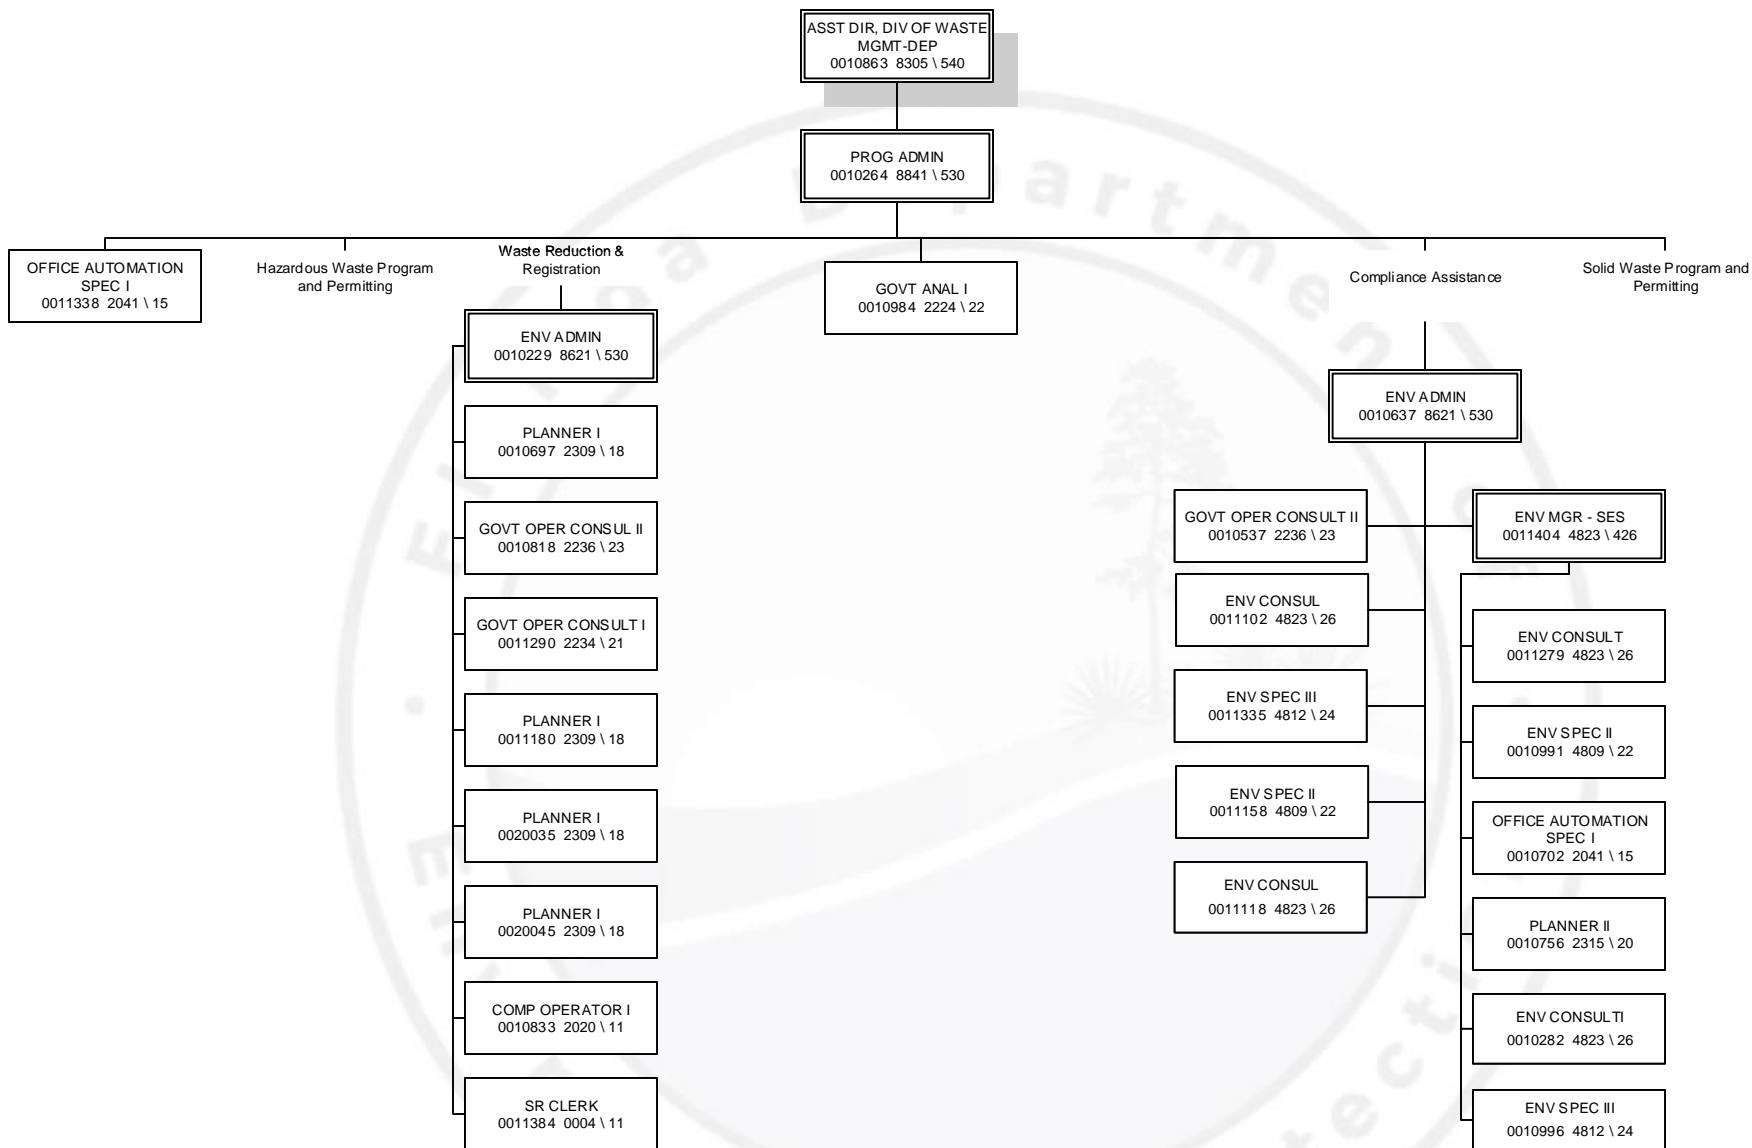 ASST DIR, DIV OF WASTE
MGMT-DEP
0010863 8305 \ 540
PROG ADMIN
0010264 8841 \ 530
OFFICE AUTOMATION
SPEC I
0011338 2041 \ 15
Hazardous Waste Program
and Permitting
Waste Reduction &
Registration
GOVT ANAL I
0010984 2224 \ 22
Compliance Assistance
Solid Waste Program and
Permitting
ENV ADMIN
0010229 8621 \ 530
PLANNER I
0010697 2309 \ 18
GOVT OPER CONSUL II
0010818 2236 \ 23
GOVT OPER CONSULT I
0011290 2234 \ 21
PLANNER I
0011180 2309 \ 18
PLANNER I
0020035 2309 \ 18
PLANNER I
0020045 2309 \ 18
COMP OPERATOR I
0010833 2020 \ 11
SR CLERK
0011384 0004 \ 11
ENV ADMIN
0010637 8621 \ 530
GOVT OPER CONSULT II
0010537 2236 \ 23
ENV CONSUL
0011102 4823 \ 26
ENV SPEC III
0011335 4812 \ 24
ENV SPEC II
0011158 4809 \ 22
ENV CONSUL
0011118 4823 \ 26
ENV MGR - SES
0011404 4823 \ 426
ENV CONSULT
0011279 4823 \ 26
ENV SPEC II
0010991 4809 \ 22
OFFICE AUTOMATION
SPEC I
0010702 2041 \ 15
PLANNER II
0010756 2315 \ 20
ENV CONSULTI
0010282 4823 \ 26
ENV SPEC III
0010996 4812 \ 24